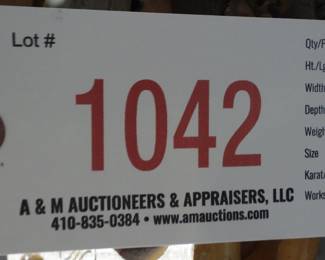 Lot #
1042
A & M AUCTIONEERS & APPRAISERS, LLC
410-835-0384 • www.amauctions.com
Qty/
Ht./Lg
Width
Depth
Weigh
Size
Karat/
Works